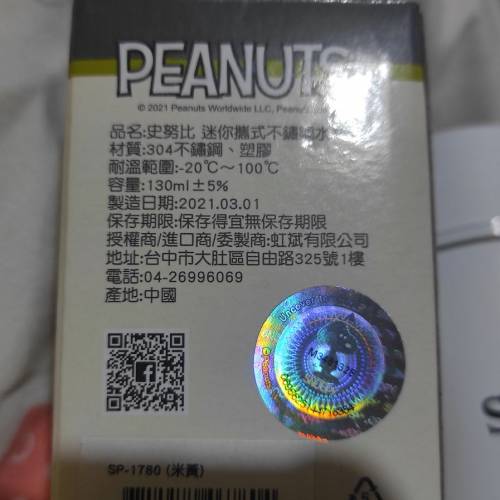 PEANUTS
© 2021 Peanuts Worldwide LLC,
品名:史努比 迷你攜式不鏽鋼水
材質:304不鏽鋼、塑膠
耐溫範圍:-20℃～100℃
容量:130ml±5%
製造日期:2021.03.01
保存期限:保存得宜無保存期限
授權商/進口商/委製商:虹斌有限公司
地址:台中市大肚區自由路325號1樓
電話:04-26996069
產地:中國
SP-1780 (米黃)